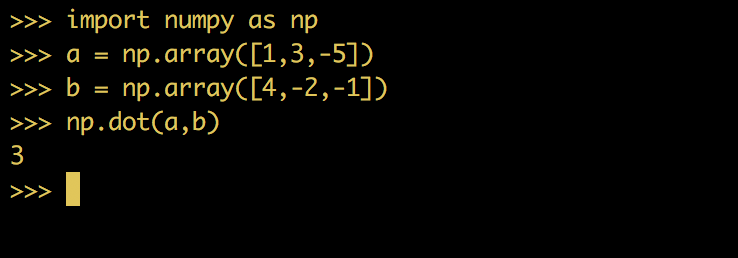 >>> import numpy as np
>>> a = np.array([1,3,-5])
>>> b = np.array([4,-2,-1])
>>> np.dot(a,b)
3
>>>